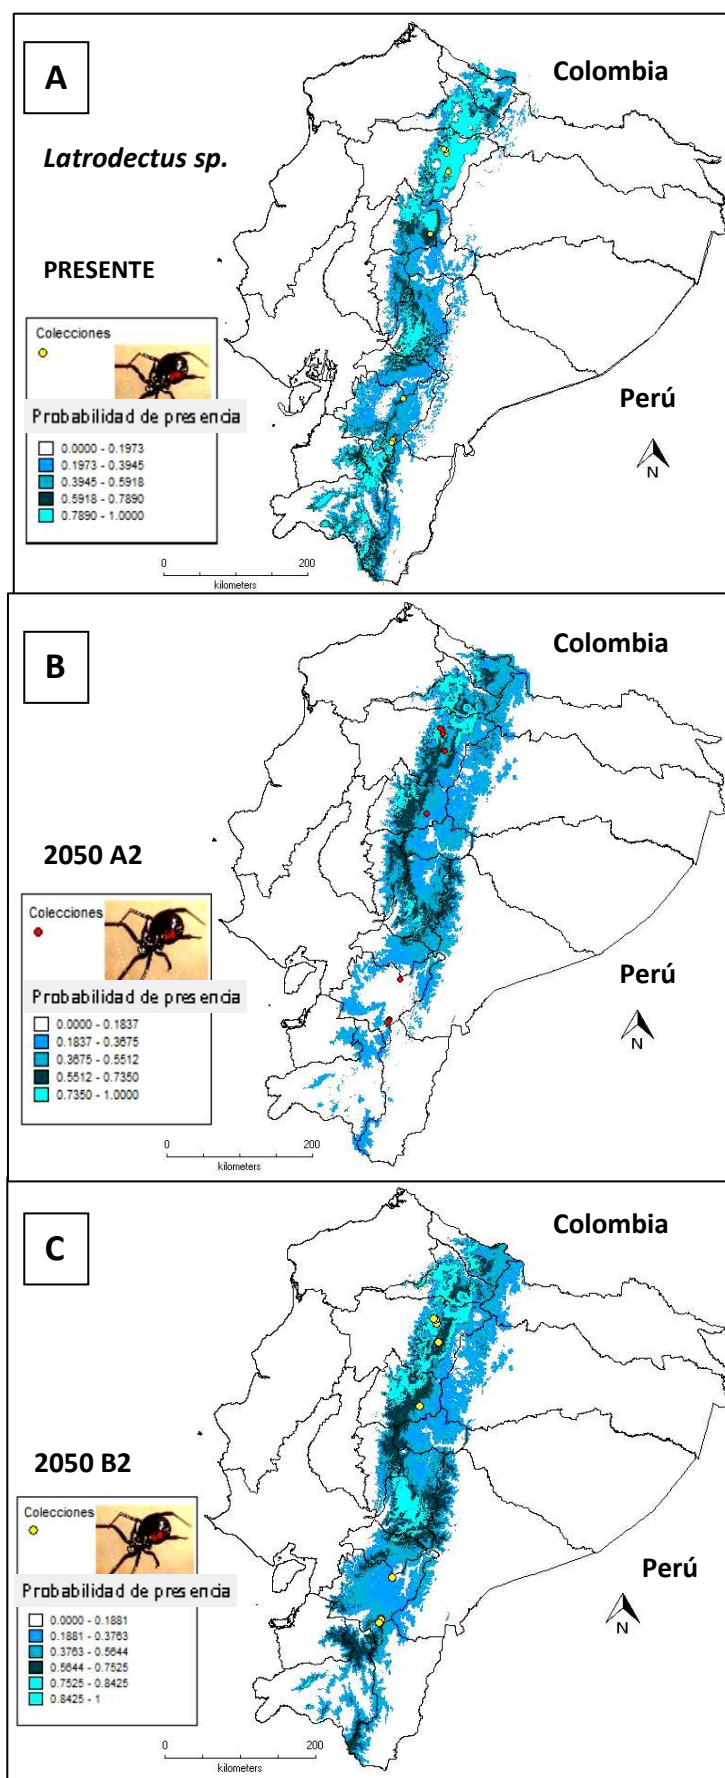 A
Colombia
Latrodectus sp.
PRESENTE
Colecciones
Probabilidad de presencia
0.0000 - 0.1973
0.1973 - 0.3945
0.3945 - 0.5918
0.5918 - 0.7890
0.7890 - 1.0000
Perú
N
0 200
kilometers
B
Colombia
2050 A2
Colecciones
Probabilidad de presencia
0.0000 - 0.1837
0.1837 - 0.3675
0.3675 - 0.5512
0.5512 - 0.7350
0.7350 - 1.0000
Perú
N
0 200
kilometers
C
Colombia
2050 B2
Colecciones
Probabilidad de presencia
0.0000 - 0.1881
0.1881 - 0.3763
0.3763 - 0.5644
0.5644 - 0.7525
0.7525 - 0.8425
0.8425 - 1
Perú
N
0 200
kilometers